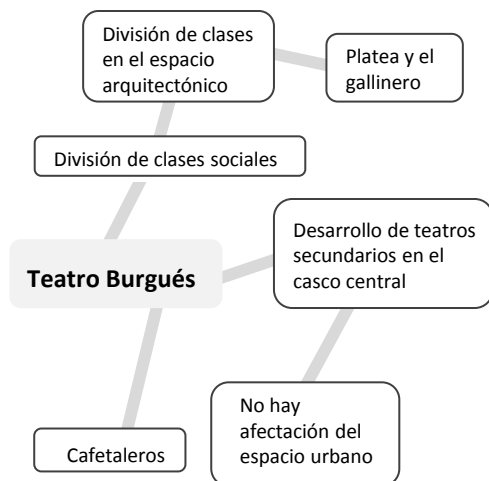 División de clases
en el espacio
arquitectónico
Platea y el
gallinero
División de clases sociales
Desarrollo de teatros
secundarios en el
casco central
Teatro Burgués
No hay
afectación del
espacio urbano
Cafetaleros